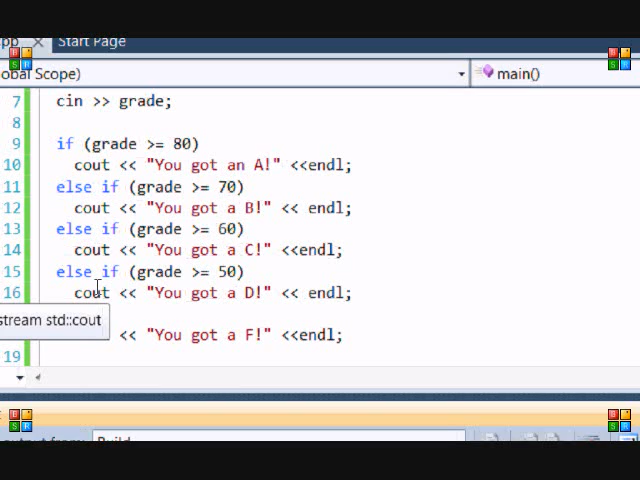 pp Start Page
obal Scope) main()
7 cin >> grade;
8
9 if (grade >= 80)
10 cout << "You got an A!" <<endl;
11 else if (grade >= 70)
12 cout << "You got a B!" << endl;
13 else if (grade >= 60)
14 cout << "You got a C!" <<endl;
15 else if (grade >= 50)
16 cout << "You got a D!" << endl;
stream std::cout
<< "You got a F!" <<endl;
19
Build